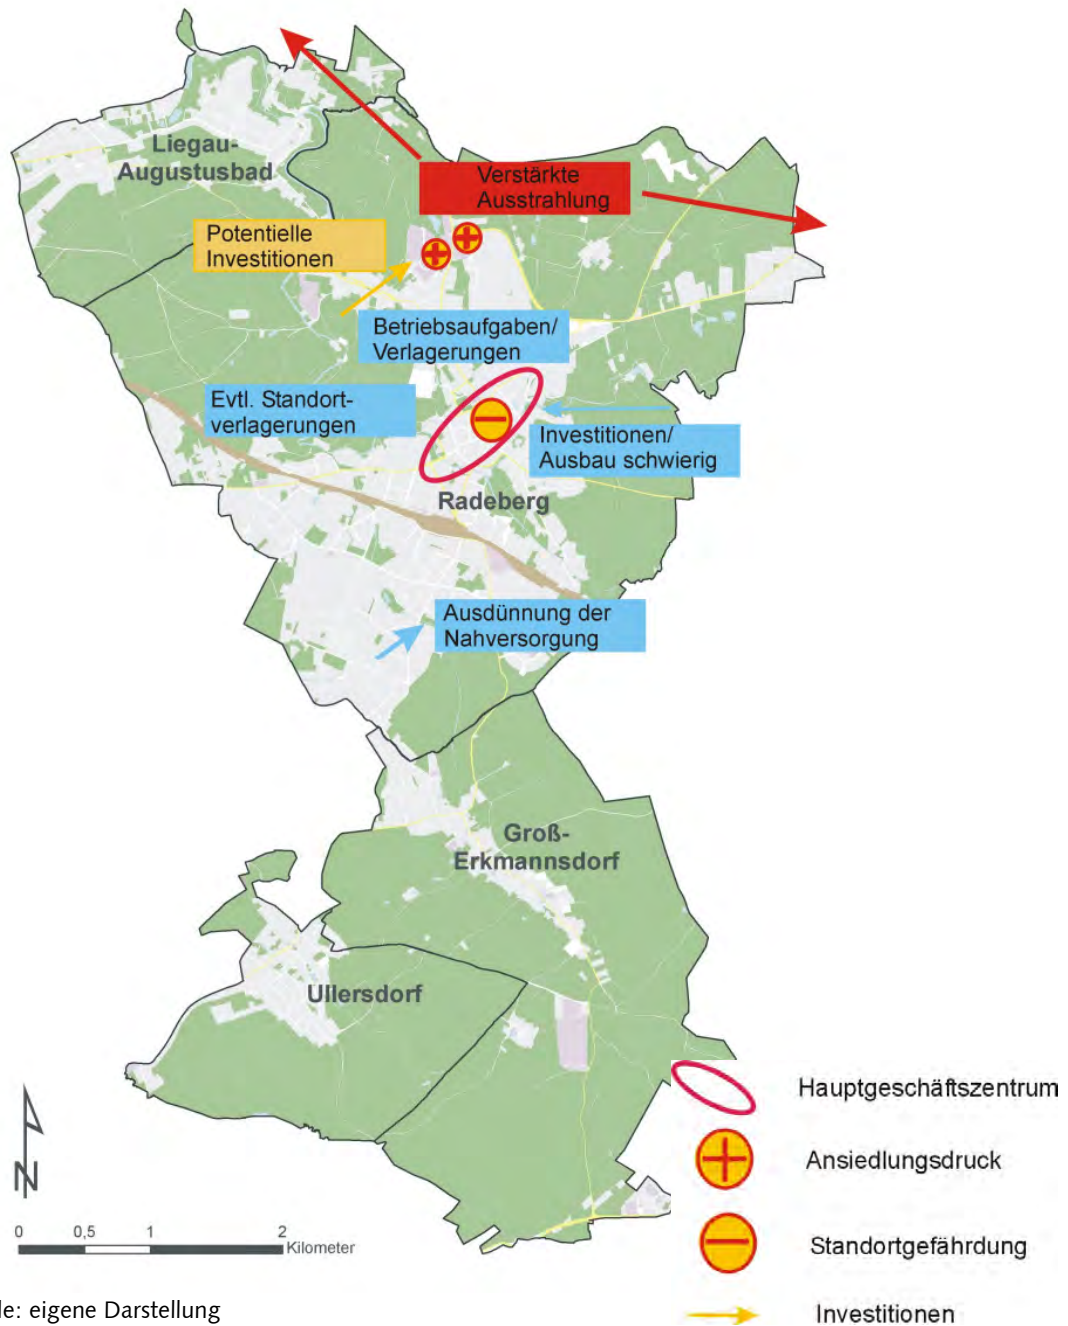 Liegau-
Augustusbad
Verstärkte
Ausstrahlung
Potentielle
Investitionen
Betriebsaufgaben/
Verlagerungen
Evtl. Standort-
verlagerungen
Investitionen/
Ausbau schwierig
Radeberg
Ausdünnung der
Nahversorgung
Groß-
Erkmannsdorf
Ullersdorf
Hauptgeschäftszentrum
Ansiedlungsdruck
Standortgefährdung
Investitionen
N
0 0,5 1 2
Kilometer
le: eigene Darstellung